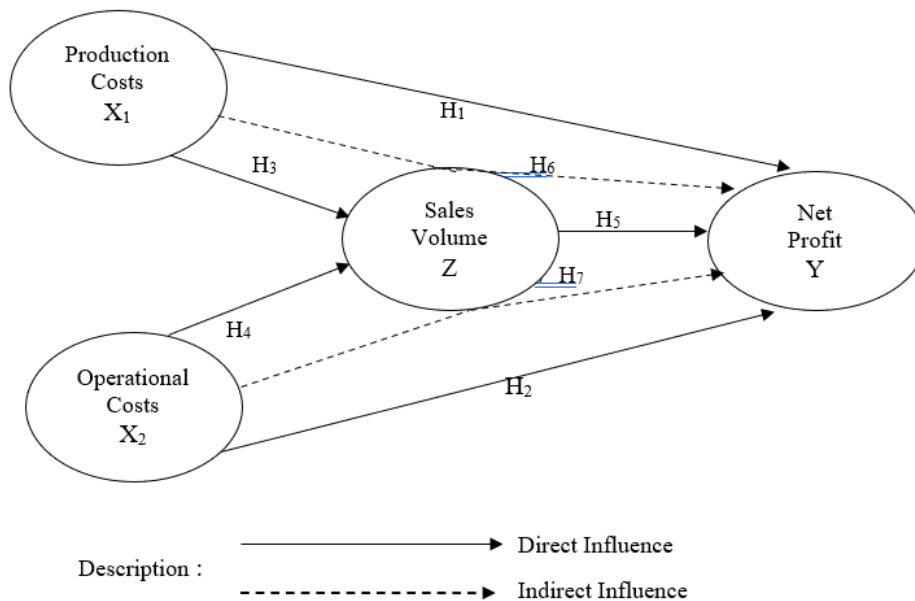 Production
Costs
X₁
H₁
H₃
H₆
Sales
Volume
Z
H₅
Net
Profit
Y
H₇
H₄
Operational
Costs
X₂
H₂
Direct Influence
Description :
Indirect Influence